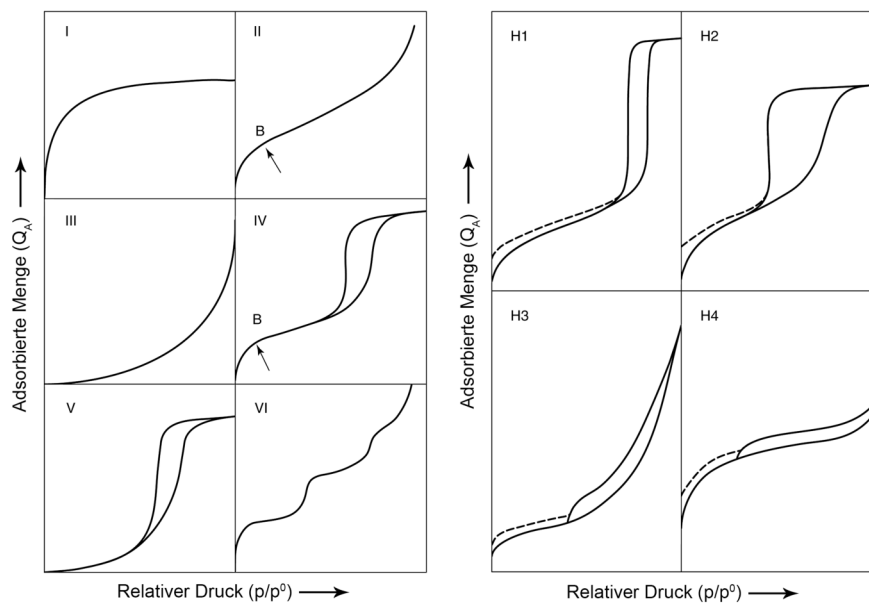 I
II
B
III
IV
B
V
VI
Adsorbierte Menge (Q_A)
Relativer Druck (p/p⁰)
H1
H2
H3
H4
Adsorbierte Menge (Q_A)
Relativer Druck (p/p⁰)